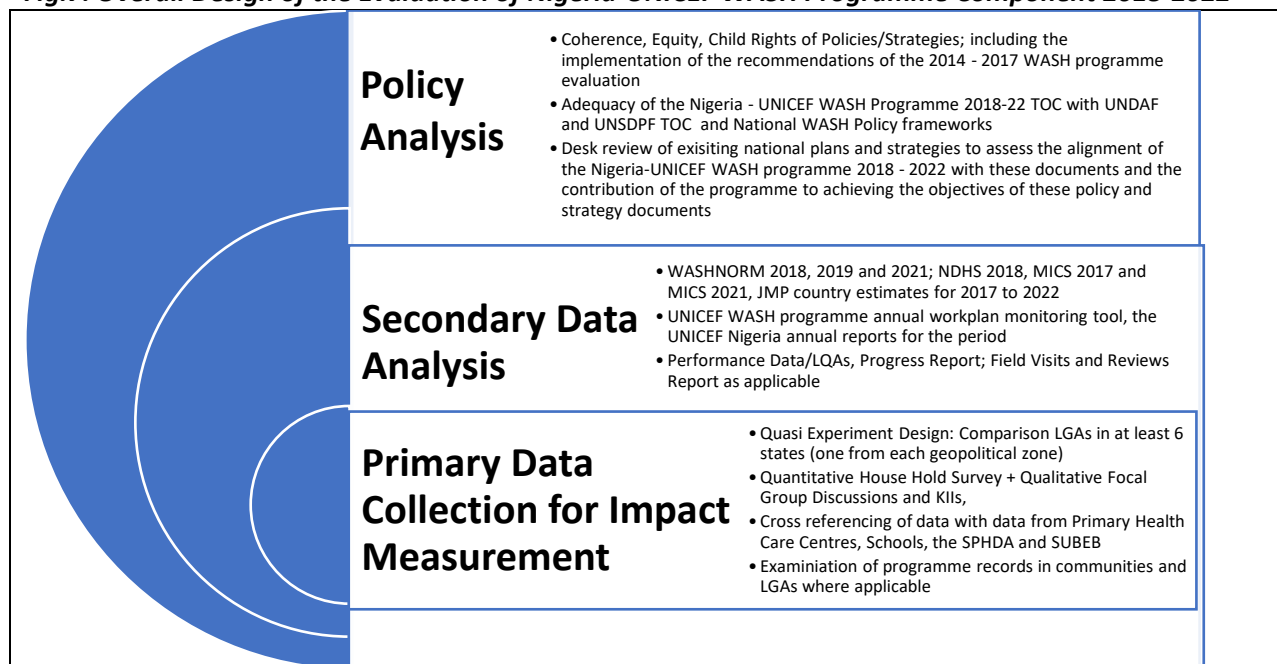 Overall Design of the Evaluation of Nigeria-UNICEF WASH Programme Component 2018-2022
Policy
Analysis
• Coherence, Equity, Child Rights of Policies/Strategies; including the
implementation of the recommendations of the 2014 - 2017 WASH programme
evaluation
• Adequacy of the Nigeria - UNICEF WASH Programme 2018-22 TOC with UNDAF
and UNSDPF TOC and National WASH Policy frameworks
• Desk review of exisiting national plans and strategies to assess the alignment of
the Nigeria-UNICEF WASH programme 2018 - 2022 with these documents and the
contribution of the programme to achieving the objectives of these policy and
strategy documents
Secondary Data
Analysis
• WASHNORM 2018, 2019 and 2021; NDHS 2018, MICS 2017 and
MICS 2021, JMP country estimates for 2017 to 2022
• UNICEF WASH programme annual workplan monitoring tool, the
UNICEF Nigeria annual reports for the period
• Performance Data/LQAs, Progress Report; Field Visits and Reviews
Report as applicable
Primary Data
Collection for Impact
Measurement
• Quasi Experiment Design: Comparison LGAs in at least 6
states (one from each geopolitical zone)
• Quantitative House Hold Survey + Qualitative Focal
Group Discussions and KIIs,
• Cross referencing of data with data from Primary Health
Care Centres, Schools, the SPHDA and SUBEB
• Examiniation of programme records in communities and
LGAs where applicable